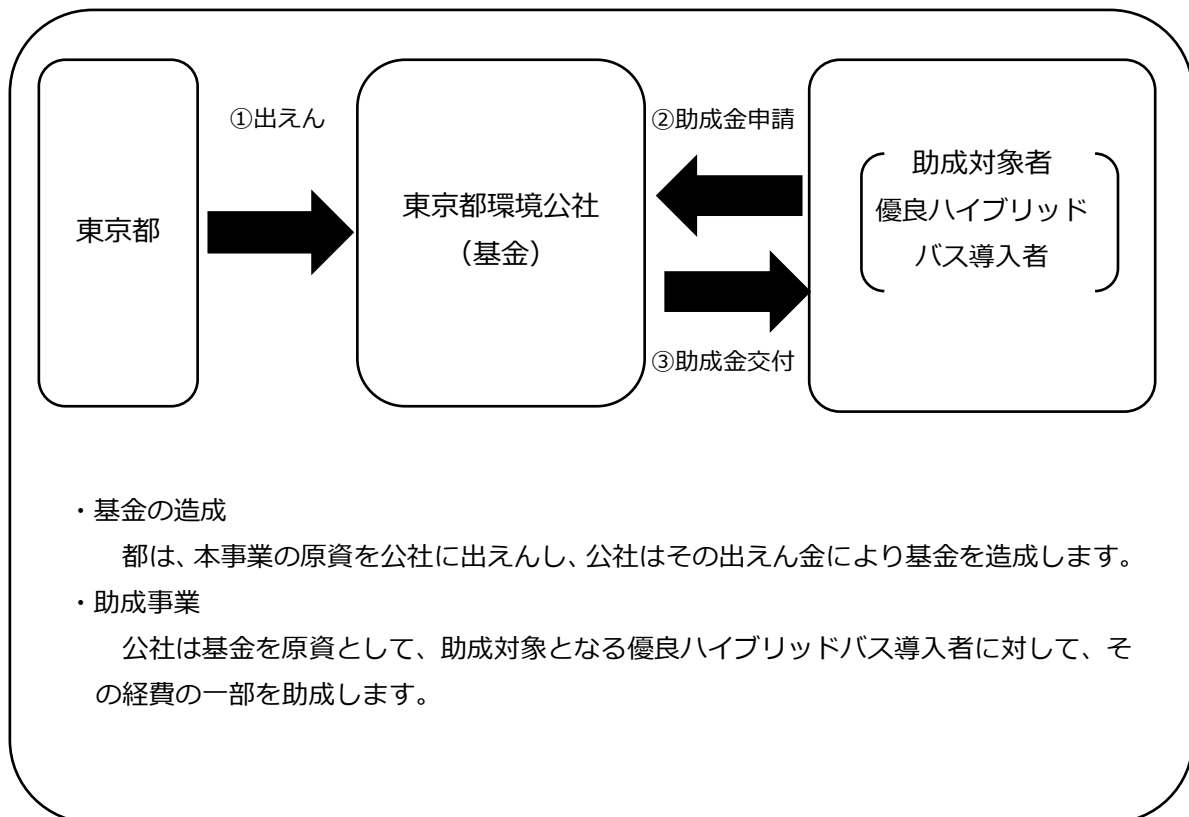 東京都
①出えん
東京都環境公社
（基金）
②助成金申請
③助成金交付
助成対象者
優良ハイブリッド
バス導入者
・基金の造成
都は、本事業の原資を公社に出えんし、公社はその出えん金により基金を造成します。
・助成事業
公社は基金を原資として、助成対象となる優良ハイブリッドバス導入者に対して、そ
の経費の一部を助成します。